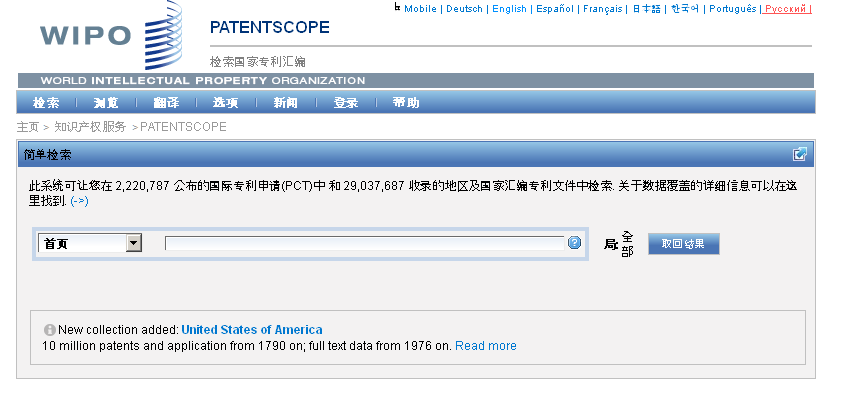 Mobile | Deutsch | English | Español | Français | 日本語 | 한국어 | Português | Русский |
WIPO
PATENTSCOPE
检索国家专利汇编
WORLD INTELLECTUAL PROPERTY ORGANIZATION
检索 | 浏览 | 翻译 | 选项 | 新闻 | 登录 | 帮助
主页 > 知识产权服务 > PATENTSCOPE
简单检索
此系统可让您在 2,220,787 公布的国际专利申请(PCT)中 和 29,037,687 收录的地区及国家汇编专利文件中检索. 关于数据覆盖的详细信息可以在这
里找到. (->)
首页 ? 局: 全部 取回结果
New collection added: United States of America
10 million patents and application from 1790 on; full text data from 1976 on. Read more